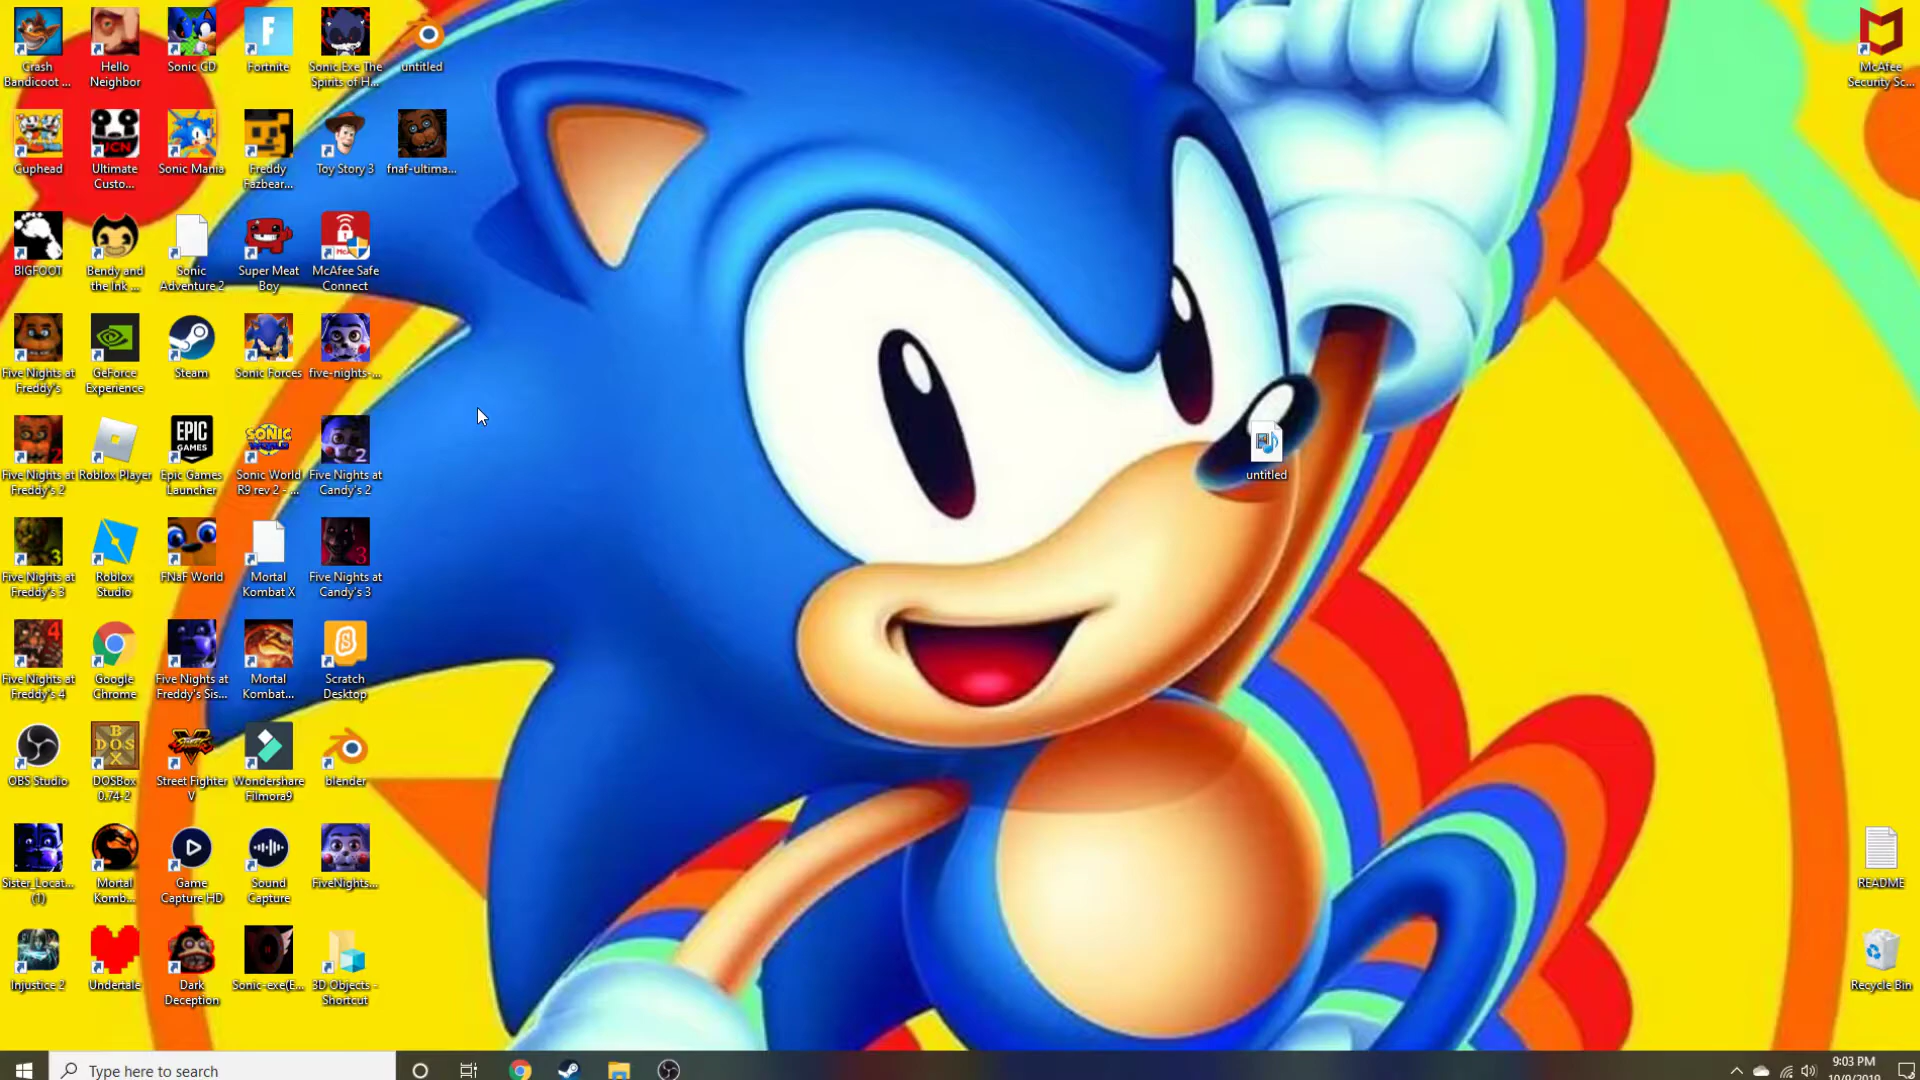 Crash
Bandicoot ...
Hello
Neighbor
Sonic CD
Fortnite
Sonic.Exe The
Spirits of H...
untitled
McAfee
Security Sc...
Cuphead
Ultimate
Custo...
Sonic Mania
Freddy
Fazbear...
Toy Story 3
fnaf-ultima...
BIGFOOT
Bendy and
the Ink ...
Sonic
Adventure 2
Super Meat
Boy
McAfee Safe
Connect
Five Nights at
Freddy's
GeForce
Experience
Steam
Sonic Forces
five-nights-...
Five Nights at
Freddy's 2
Roblox Player
EPIC
GAMES
Epic Games
Launcher
Sonic World
R9 rev 2 - ...
Five Nights at
Candy's 2
untitled
Five Nights at
Freddy's 3
Roblox
Studio
FNaF World
Mortal
Kombat X
Five Nights at
Candy's 3
Five Nights at
Freddy's 4
Google
Chrome
Five Nights at
Freddy's Sis...
Mortal
Kombat...
Scratch
Desktop
OBS Studio
DOSBox
0.74-2
Street Fighter
V
Wondershare
Filmora9
blender
Sister_Locat...
(1)
Mortal
Komb...
Game
Capture HD
Sound
Capture
FiveNights...
README
Injustice 2
Undertale
Dark
Deception
Sonic-exe(E...
3D Objects -
Shortcut
Recycle Bin
Type here to search
9:03 PM
10/9/2019